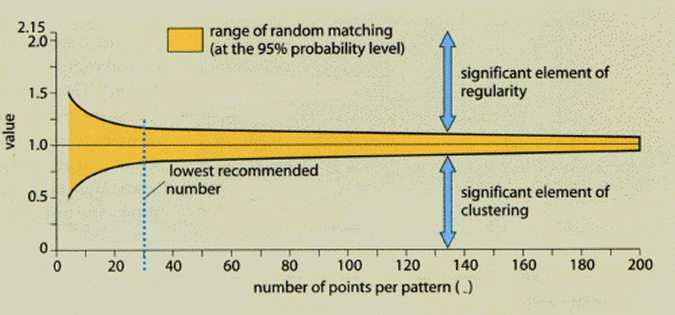 2.15
2.0
1.5
1.0
0.5
0
value
range of random matching
(at the 95% probability level)
significant element of
regularity
lowest recommended
number
significant element of
clustering
0 20 40 60 80 100 120 140 160 180 200
number of points per pattern ( )